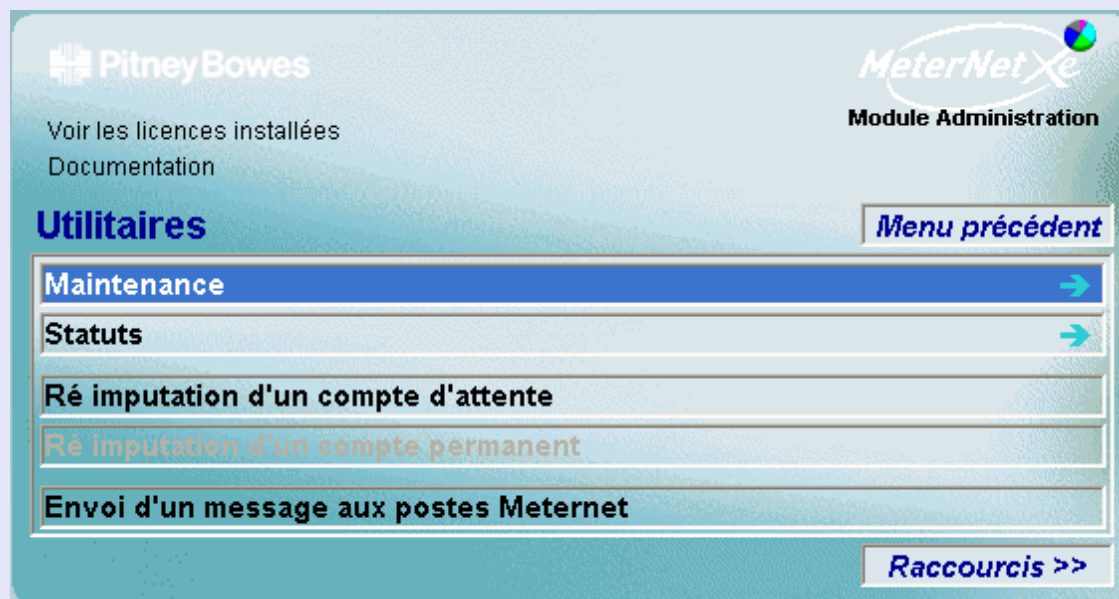 Pitney Bowes
MeterNet Xe
Module Administration
Voir les licences installées
Documentation
Utilitaires
Menu précédent
Maintenance
Statuts
Ré imputation d'un compte d'attente
Ré imputation d'un compte permanent
Envoi d'un message aux postes Meternet
Raccourcis >>